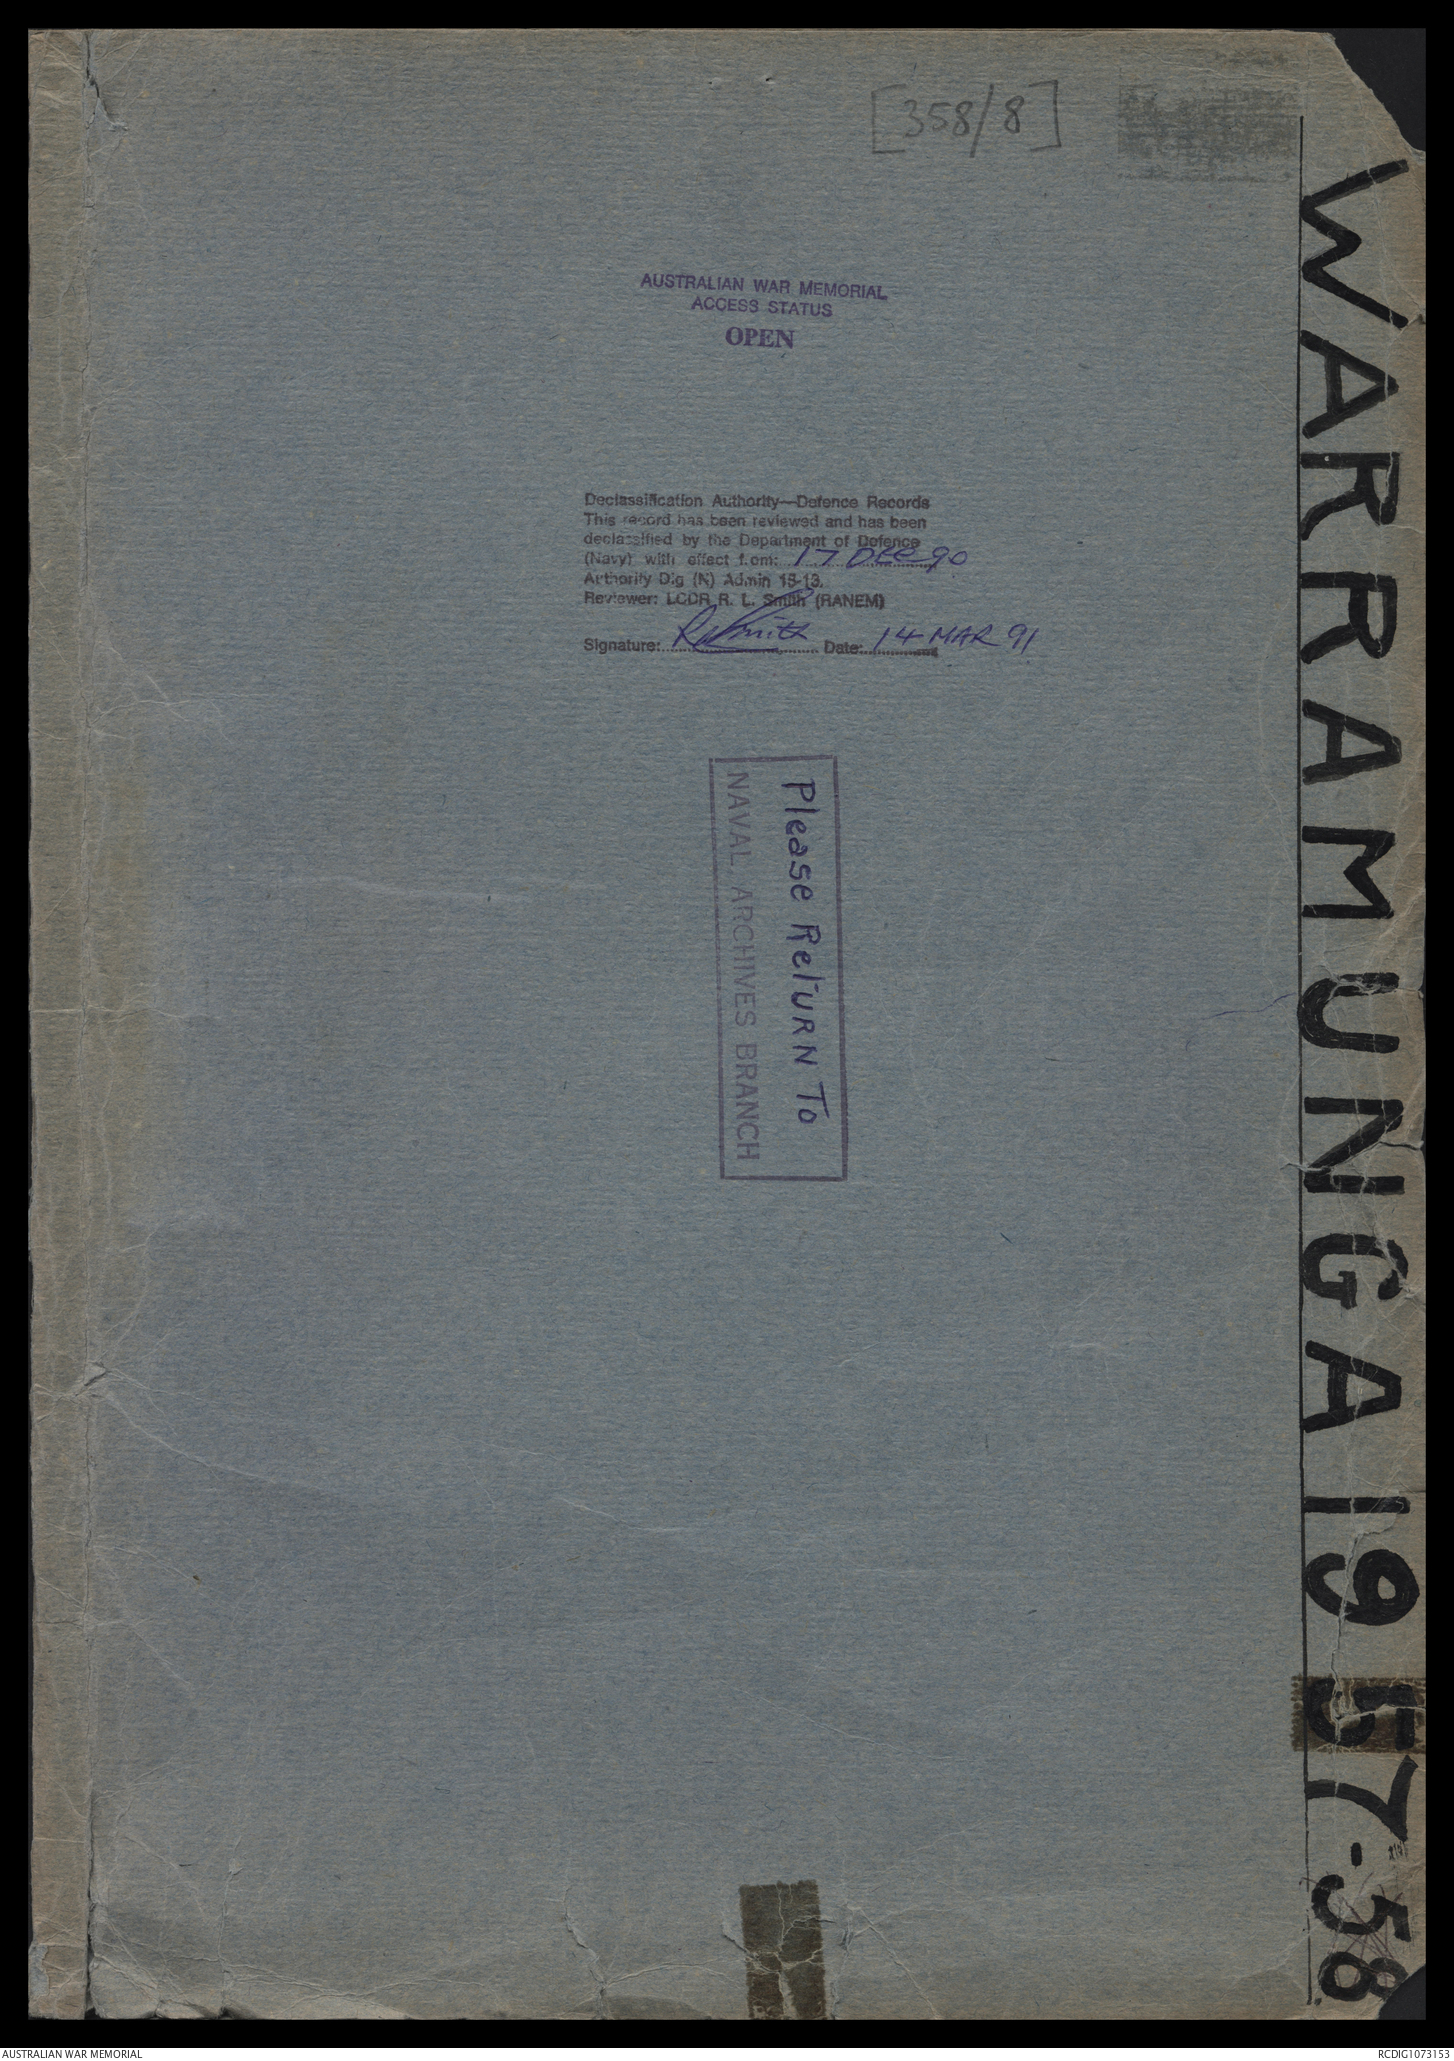 [358/8]
AUSTRALIAN WAR MEMORIAL
ACCESS STATUS
OPEN
Declassification Authority—Defence Records
This record has been reviewed and has been
declassified by the Department of Defence
(Navy) with effect from: 17 DEC 90
Authority Dig (N) Admin 15-13.
Reviewer: LCDR R. L. Smith (RANEM)
Signature: RL Smith Date: 14 MAR 91
Please Return To
NAVAL ARCHIVES BRANCH
WARRAMUNGA 1957-58
AUSTRALIAN WAR MEMORIAL
RCDIG1073153